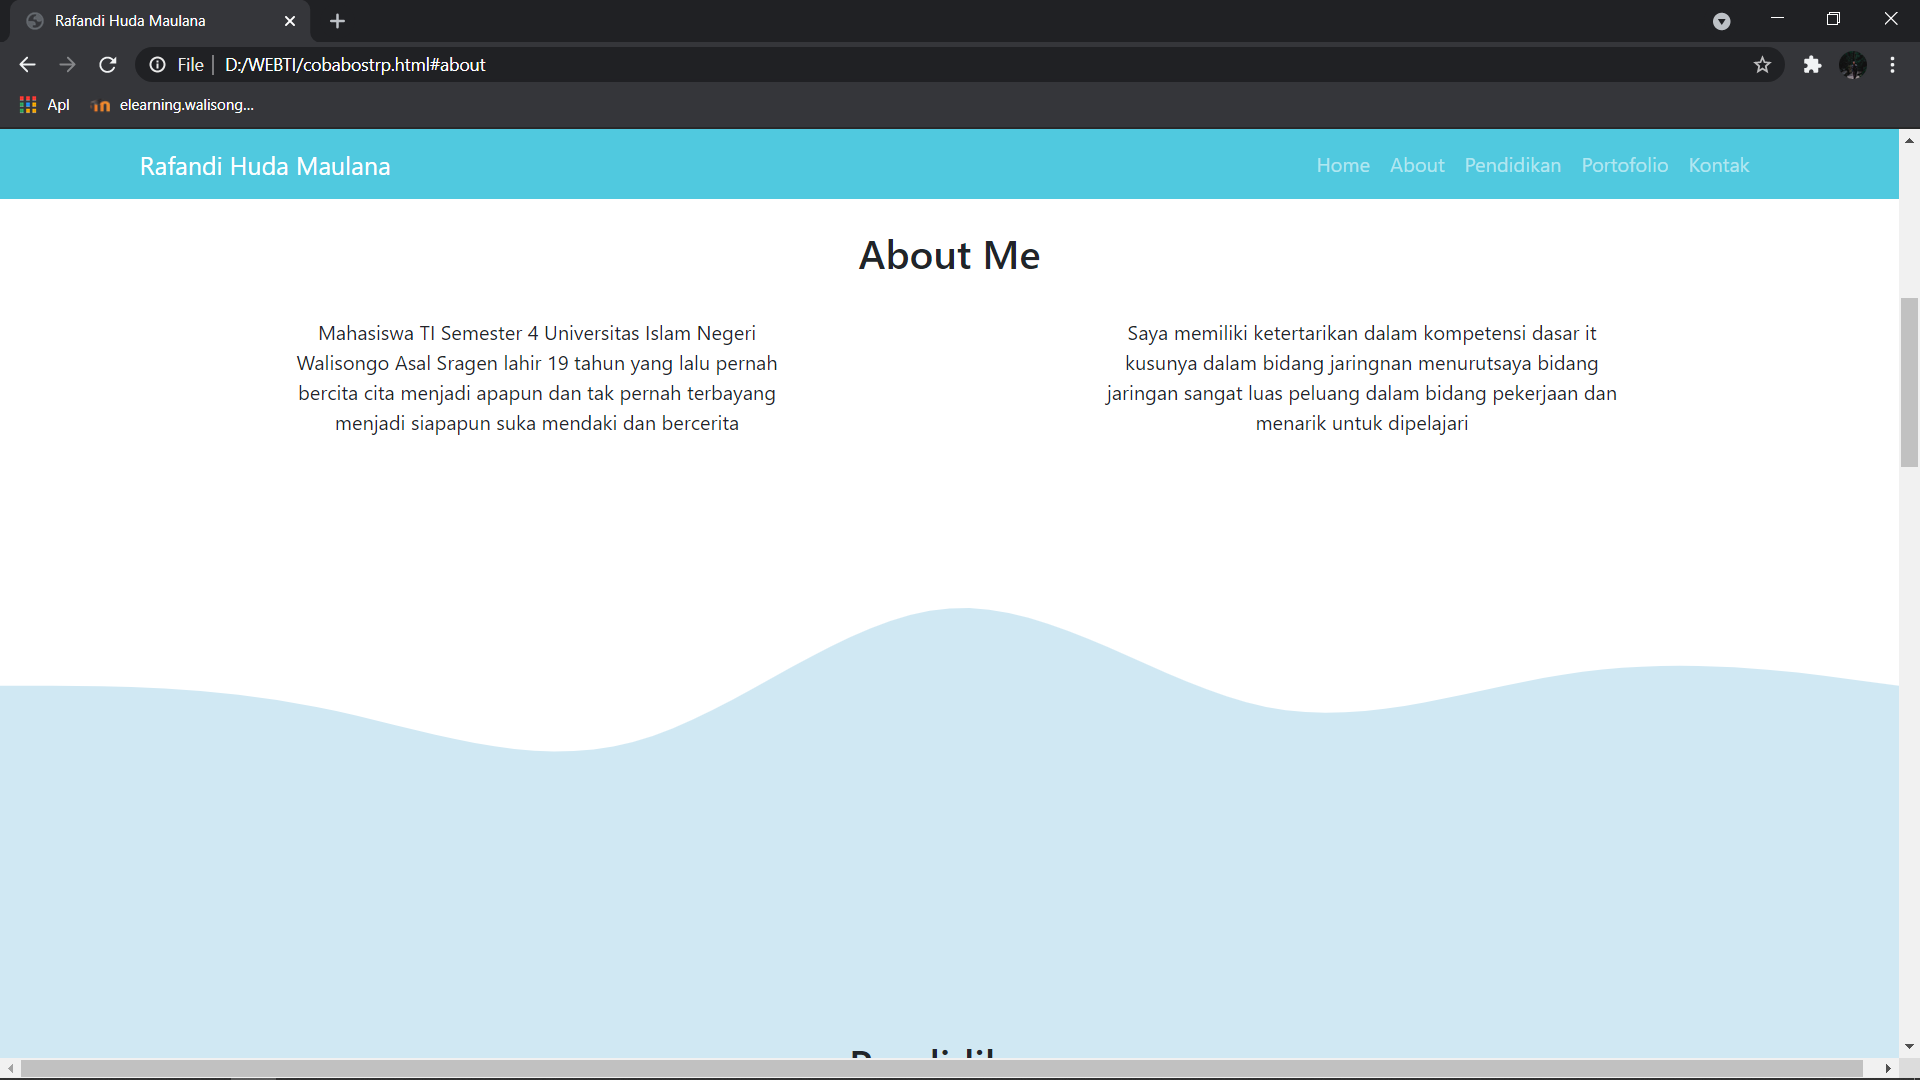 Rafandi Huda Maulana
File | D:/WEBTI/cobabostrp.html#about
Apl elearning.walisong...
Rafandi Huda Maulana
Home About Pendidikan Portofolio Kontak
About Me
Mahasiswa TI Semester 4 Universitas Islam Negeri
Walisongo Asal Sragen lahir 19 tahun yang lalu pernah
bercita cita menjadi apapun dan tak pernah terbayang
menjadi siapapun suka mendaki dan bercerita
Saya memiliki ketertarikan dalam kompetensi dasar it
kusunya dalam bidang jaringnan menurutsaya bidang
jaringan sangat luas peluang dalam bidang pekerjaan dan
menarik untuk dipelajari